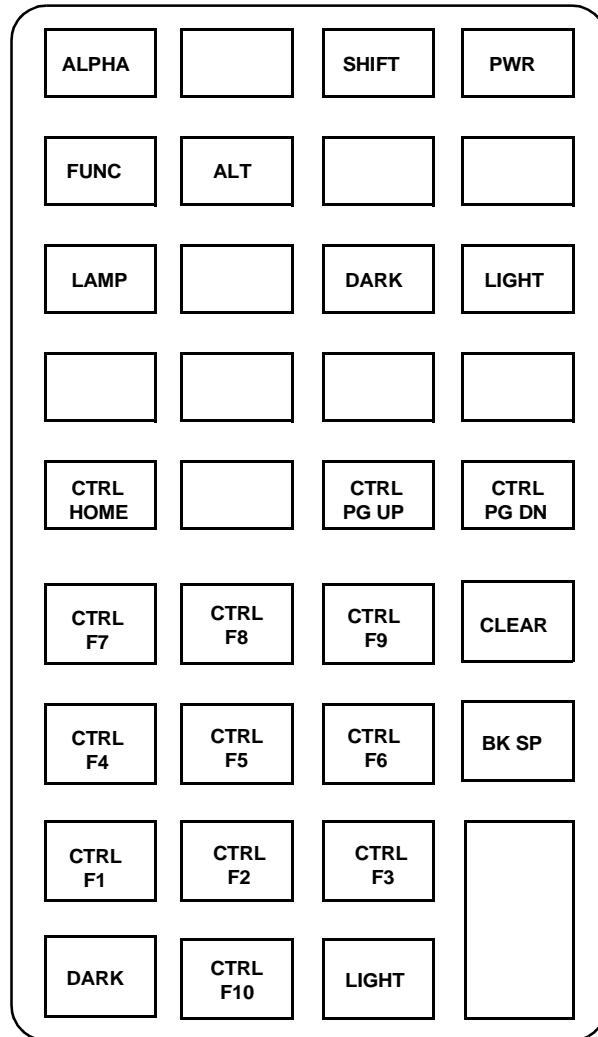 ALPHA
SHIFT
PWR
FUNC
ALT
LAMP
DARK
LIGHT
CTRL
HOME
CTRL
PG UP
CTRL
PG DN
CTRL
F7
CTRL
F8
CTRL
F9
CLEAR
CTRL
F4
CTRL
F5
CTRL
F6
BK SP
CTRL
F1
CTRL
F2
CTRL
F3
DARK
CTRL
F10
LIGHT